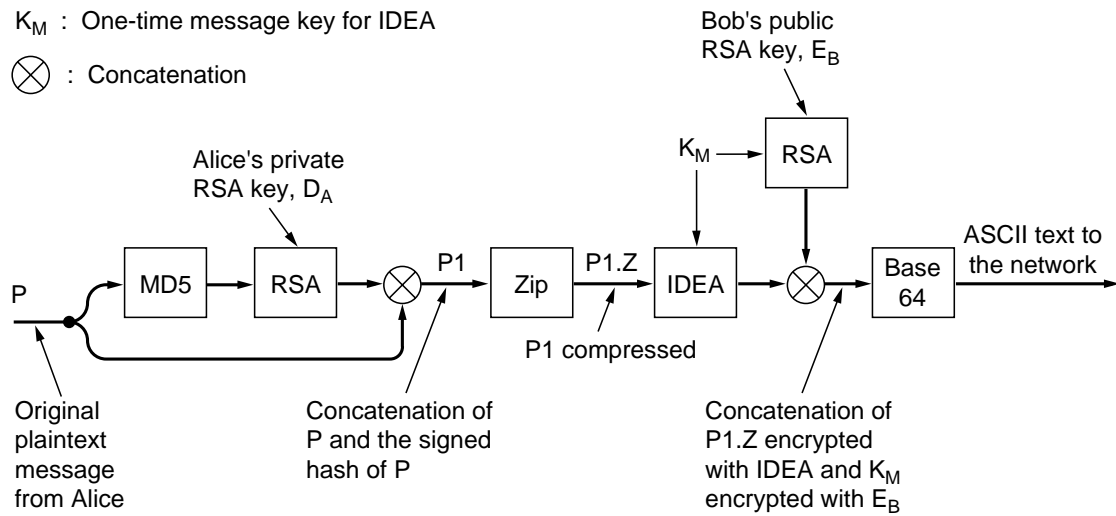 K_M : One-time message key for IDEA
⊗ : Concatenation
Bob's public
RSA key, E_B
Alice's private
RSA key, D_A
K_M
RSA
P
MD5
RSA
P1
Zip
P1.Z
IDEA
Base
64
ASCII text to
the network
P1 compressed
Original
plaintext
message
from Alice
Concatenation of
P and the signed
hash of P
Concatenation of
P1.Z encrypted
with IDEA and K_M
encrypted with E_B